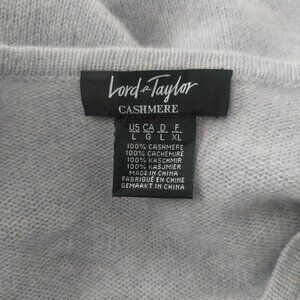 Lord & Taylor
CASHMERE
US CA D F
L G L XL
100% CASHMERE
100% CACHEMIRE
100% KASCHMIR
100% KASJMIER
MADE IN CHINA
FABRIQUÉ EN CHINE
GEMAAKT IN CHINA